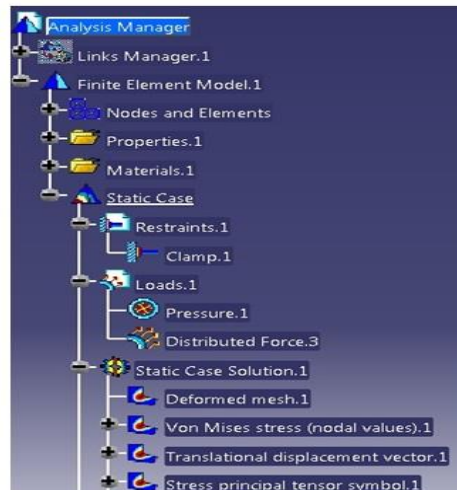 Analysis Manager
Links Manager.1
Finite Element Model.1
Nodes and Elements
Properties.1
Materials.1
Static Case
Restraints.1
Clamp.1
Loads.1
Pressure.1
Distributed Force.3
Static Case Solution.1
Deformed mesh.1
Von Mises stress (nodal values).1
Translational displacement vector.1
Stress principal tensor symbol.1